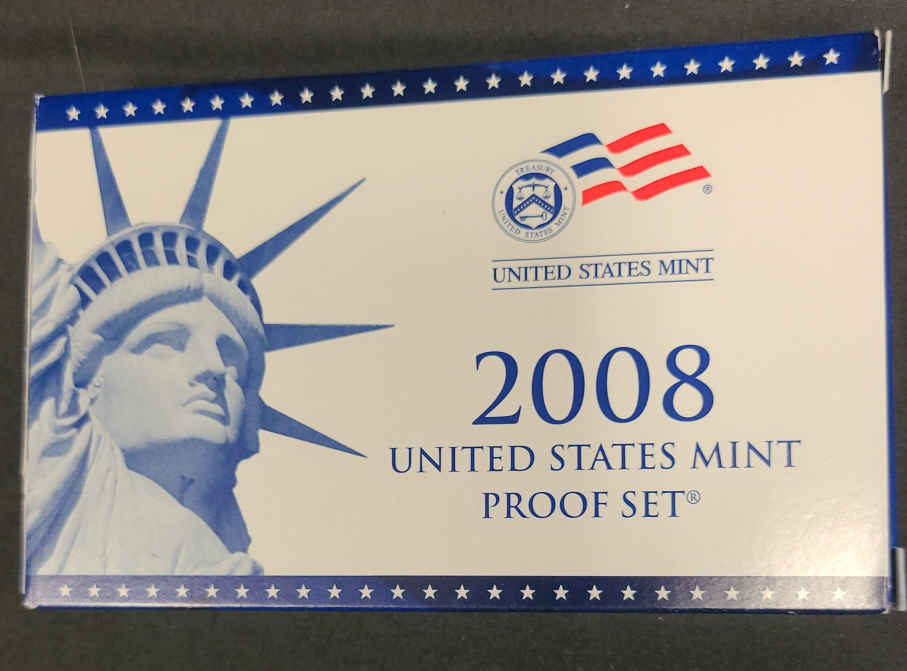 TREASURY
UNITED STATES MINT
®
UNITED STATES MINT
2008
UNITED STATES MINT
PROOF SET®